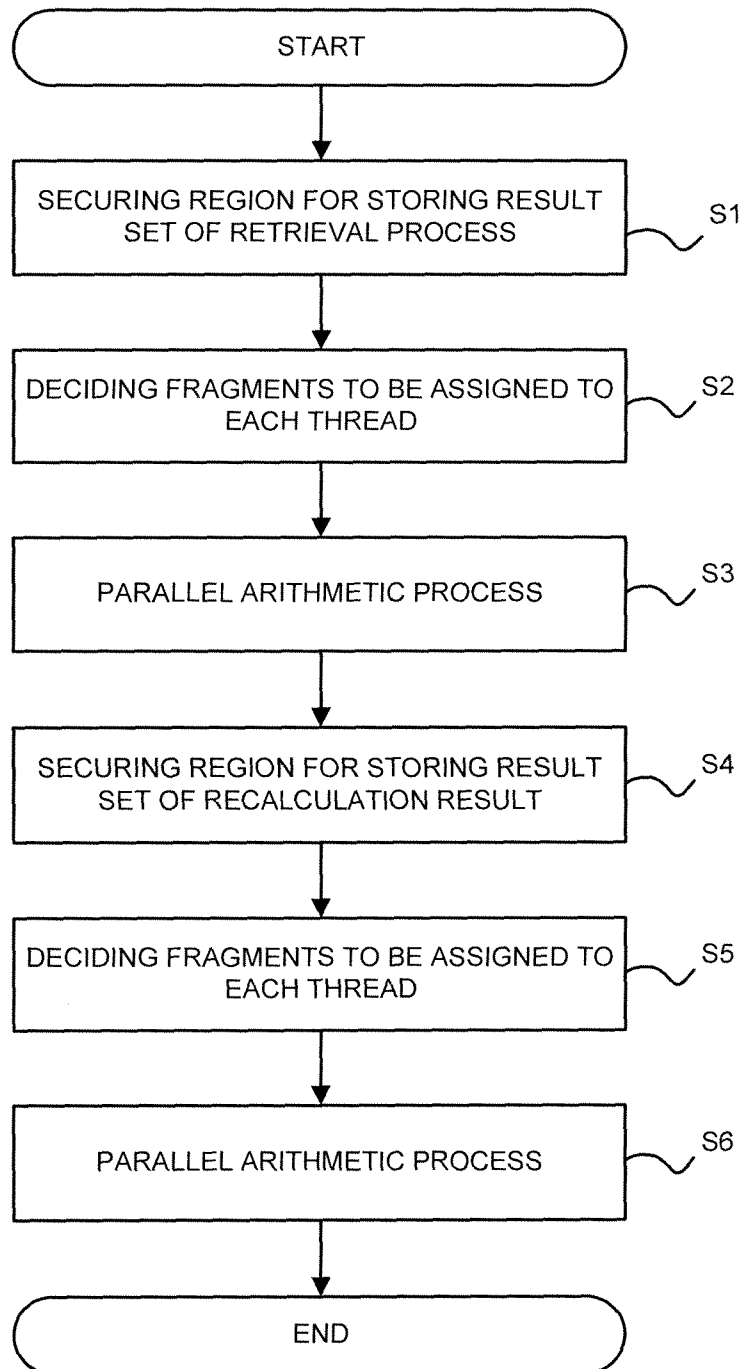 START
SECURING REGION FOR STORING RESULT
SET OF RETRIEVAL PROCESS
S1
DECIDING FRAGMENTS TO BE ASSIGNED TO
EACH THREAD
S2
PARALLEL ARITHMETIC PROCESS
S3
SECURING REGION FOR STORING RESULT
SET OF RECALCULATION RESULT
S4
DECIDING FRAGMENTS TO BE ASSIGNED TO
EACH THREAD
S5
PARALLEL ARITHMETIC PROCESS
S6
END